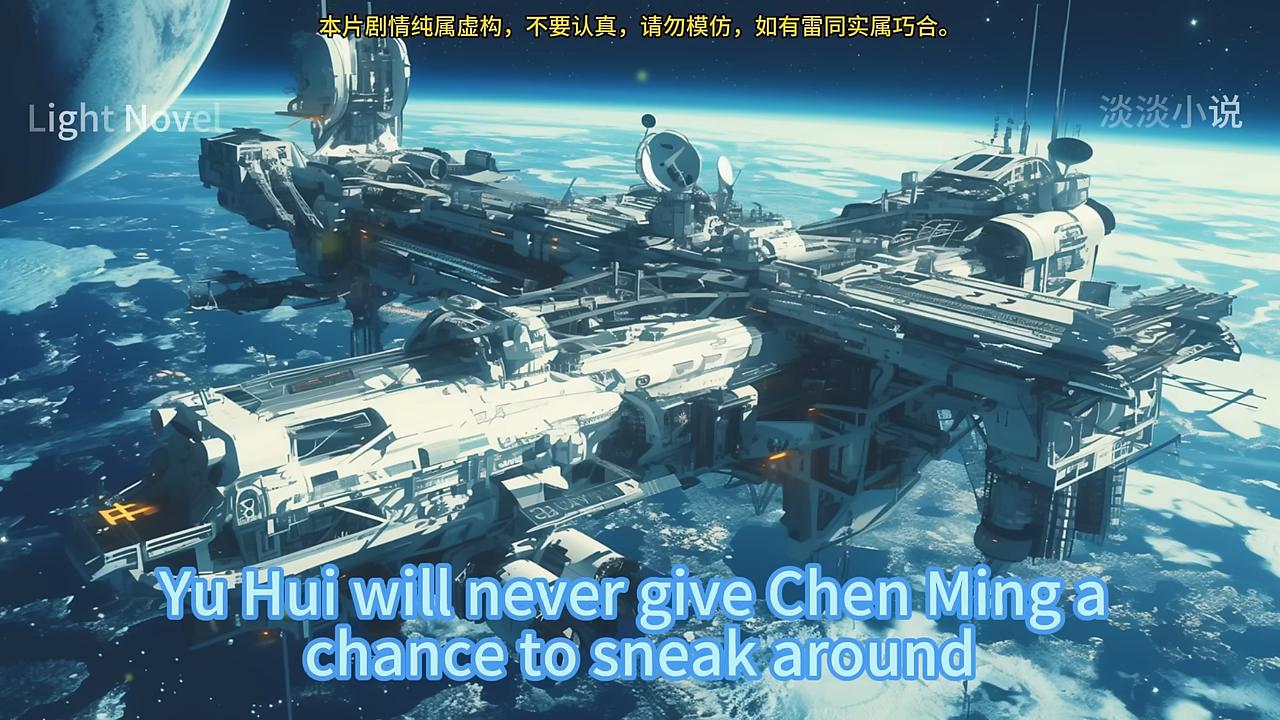 本片剧情纯属虚构，不要认真，请勿模仿，如有雷同实属巧合。
Light Novel
淡淡小说
Yu Hui will never give Chen Ming a
chance to sneak around